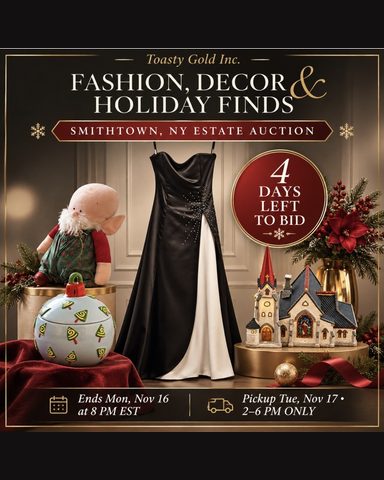 Toasty Gold Inc.
FASHION, DECOR &
HOLIDAY FINDS
SMITHTOWN, NY ESTATE AUCTION
4
DAYS
LEFT
TO BID
Ends Mon, Nov 16
at 8 PM EST
Pickup Tue, Nov 17 •
2–6 PM ONLY